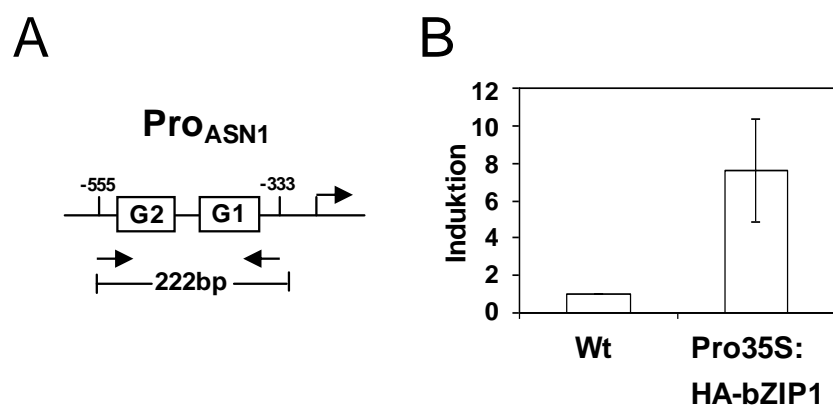 A
Pro ASN1
-555
-333
G2 G1
222bp
B
Induktion
12
10
8
6
4
2
0
Wt
Pro35S:
HA-bZIP1